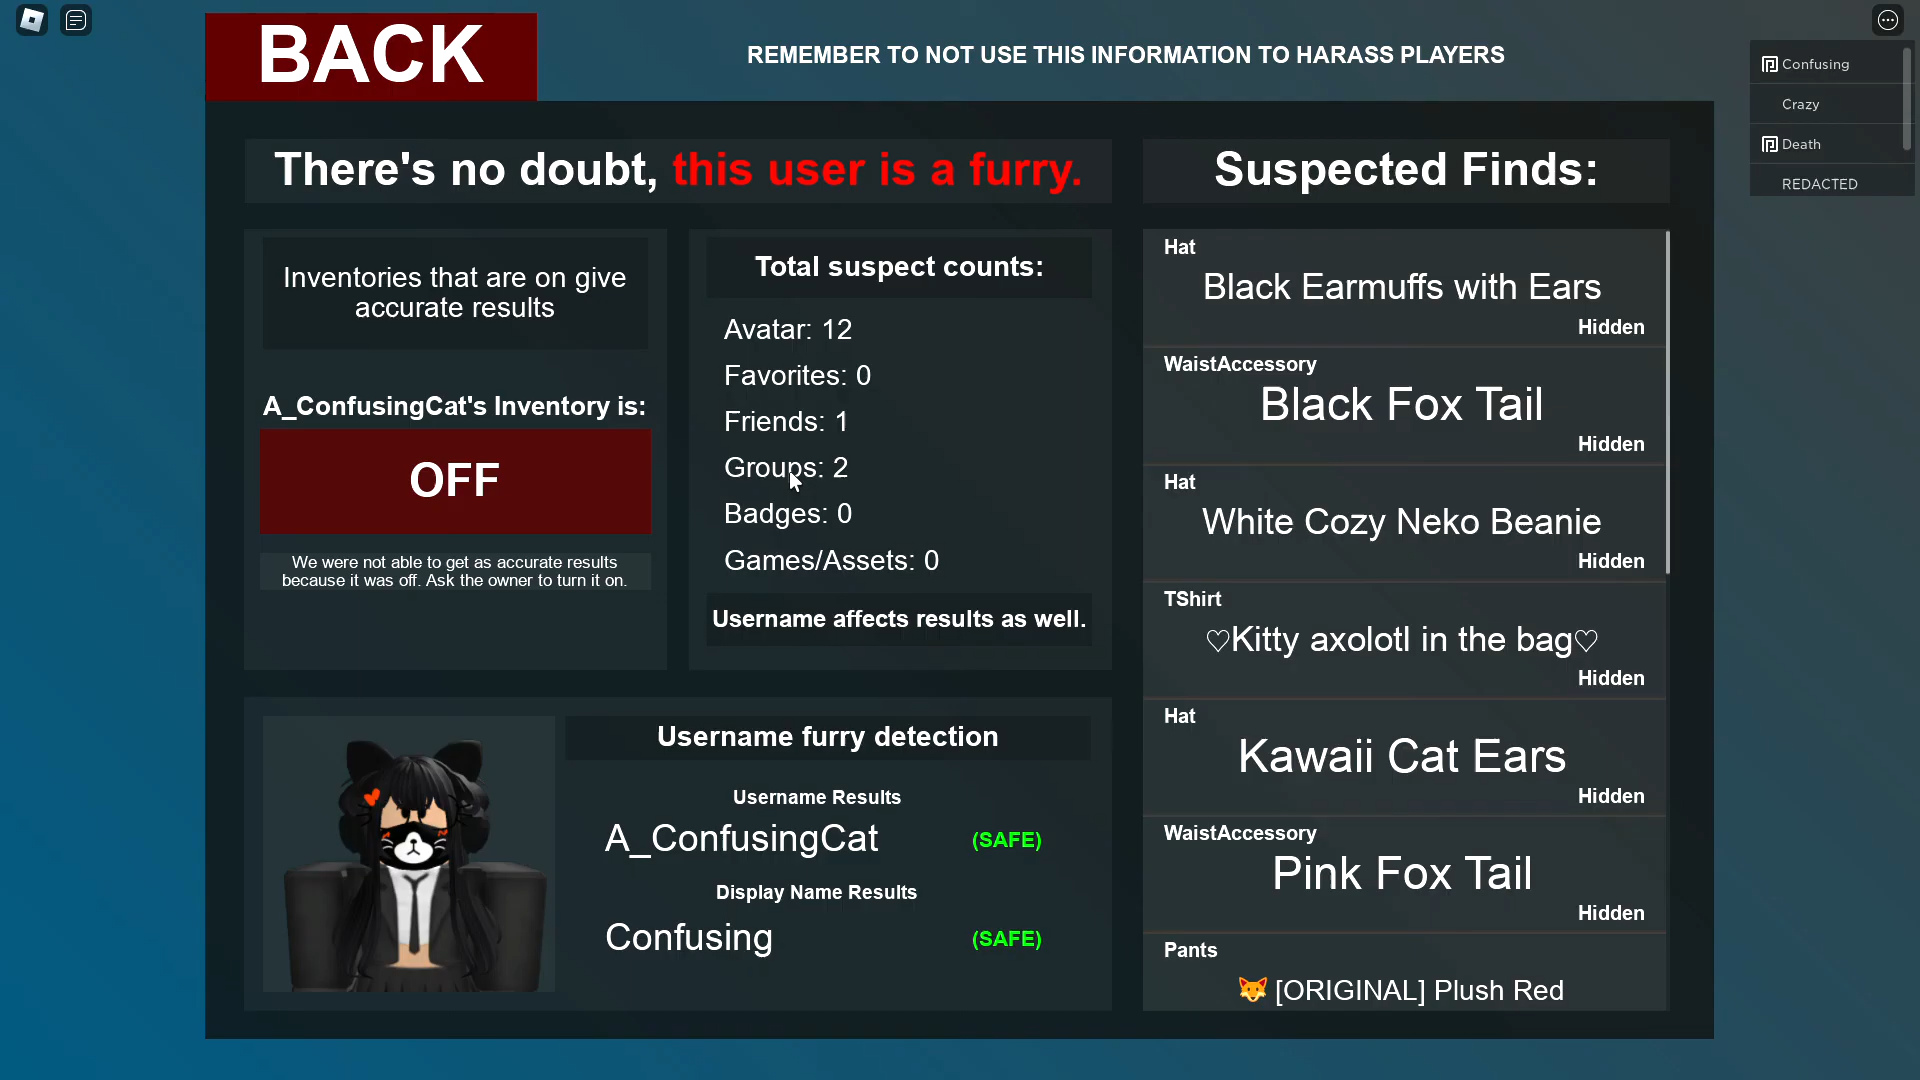 BACK
REMEMBER TO NOT USE THIS INFORMATION TO HARASS PLAYERS
Confusing
Crazy
Death
REDACTED
There's no doubt, this user is a furry.
Inventories that are on give
accurate results
A_ConfusingCat's Inventory is:
OFF
We were not able to get as accurate results
because it was off. Ask the owner to turn it on.
Total suspect counts:
Avatar: 12
Favorites: 0
Friends: 1
Groups: 2
Badges: 0
Games/Assets: 0
Username affects results as well.
Username furry detection
Username Results
A_ConfusingCat (SAFE)
Display Name Results
Confusing (SAFE)
Suspected Finds:
Hat
Black Earmuffs with Ears
Hidden
WaistAccessory
Black Fox Tail
Hidden
Hat
White Cozy Neko Beanie
Hidden
TShirt
♡Kitty axolotl in the bag♡
Hidden
Hat
Kawaii Cat Ears
Hidden
WaistAccessory
Pink Fox Tail
Hidden
Pants
🦊 [ORIGINAL] Plush Red